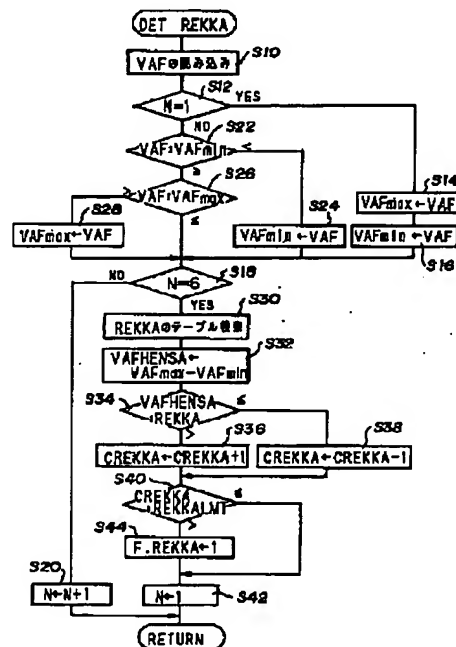 DET REKKA
S10
VAFの読み込み
S12
N=1
YES
NO
S22
VAF:VAFmin
<
≥
S26
VAF:VAFmax
>
≤
S14
VAFmax←VAF
S28
VAFmax←VAF
S24
VAFmin←VAF
VAFmin←VAF
S16
S18
N=6
NO
YES
S30
REKKAのテーブル検索
S32
VAFHENSA←
VAFmax-VAFmin
S34
VAFHENSA
:REKKA
≤
>
S36
CREKKA←CREKKA+1
S38
CREKKA←CREKKA-1
S40
CREKKA
:REKKALMT
≤
>
S44
F.REKKA←1
S20
N←N+1
N←1
S42
RETURN